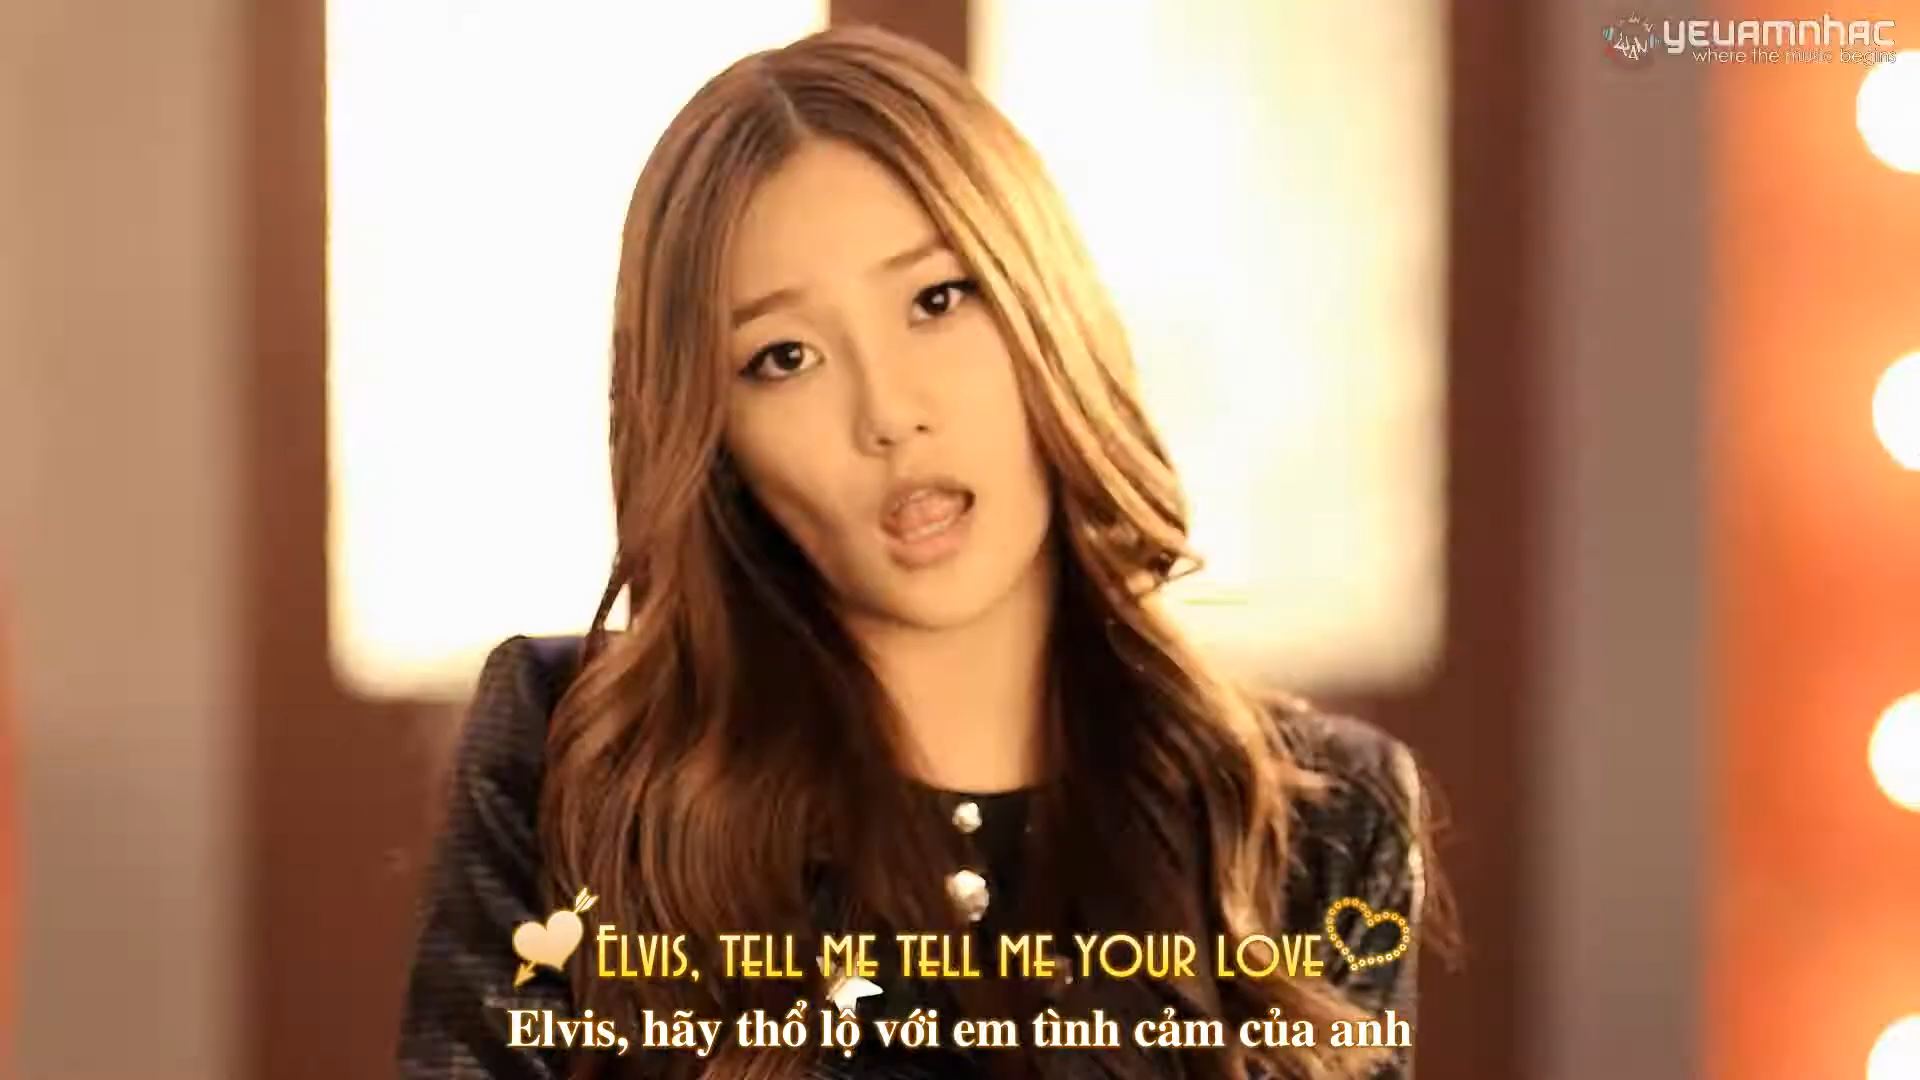 YEUAMNHAC
where the music begins
ELVIS, TELL ME TELL ME YOUR LOVE
Elvis, hãy thổ lộ với em tình cảm của anh